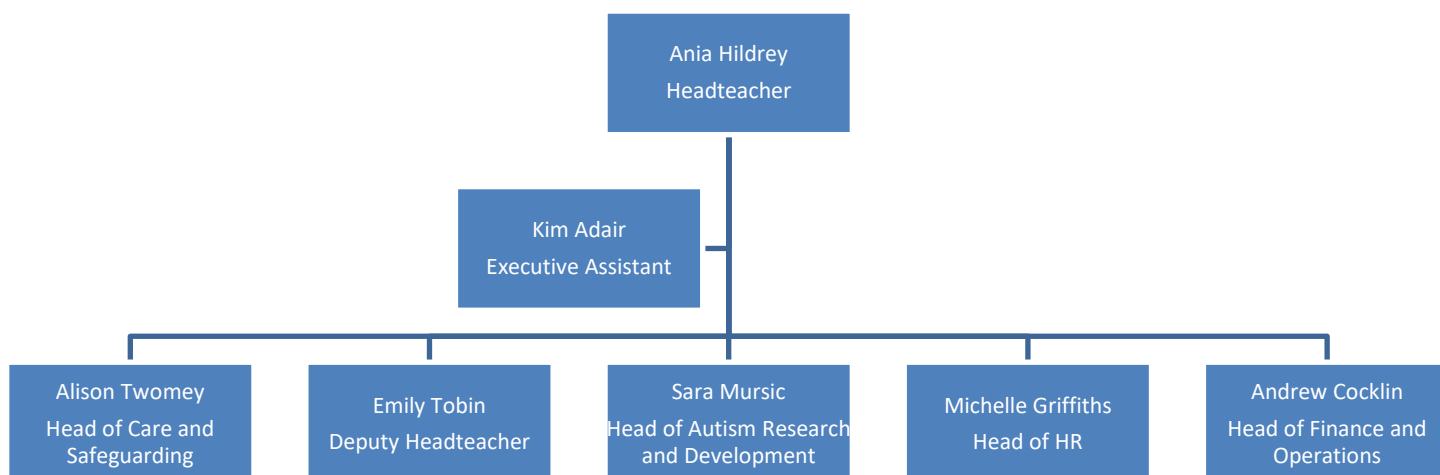 Ania Hildrey
Headteacher
Kim Adair
Executive Assistant
Alison Twomey
Head of Care and
Safeguarding
Emily Tobin
Deputy Headteacher
Sara Mursic
Head of Autism Research
and Development
Michelle Griffiths
Head of HR
Andrew Cocklin
Head of Finance and
Operations